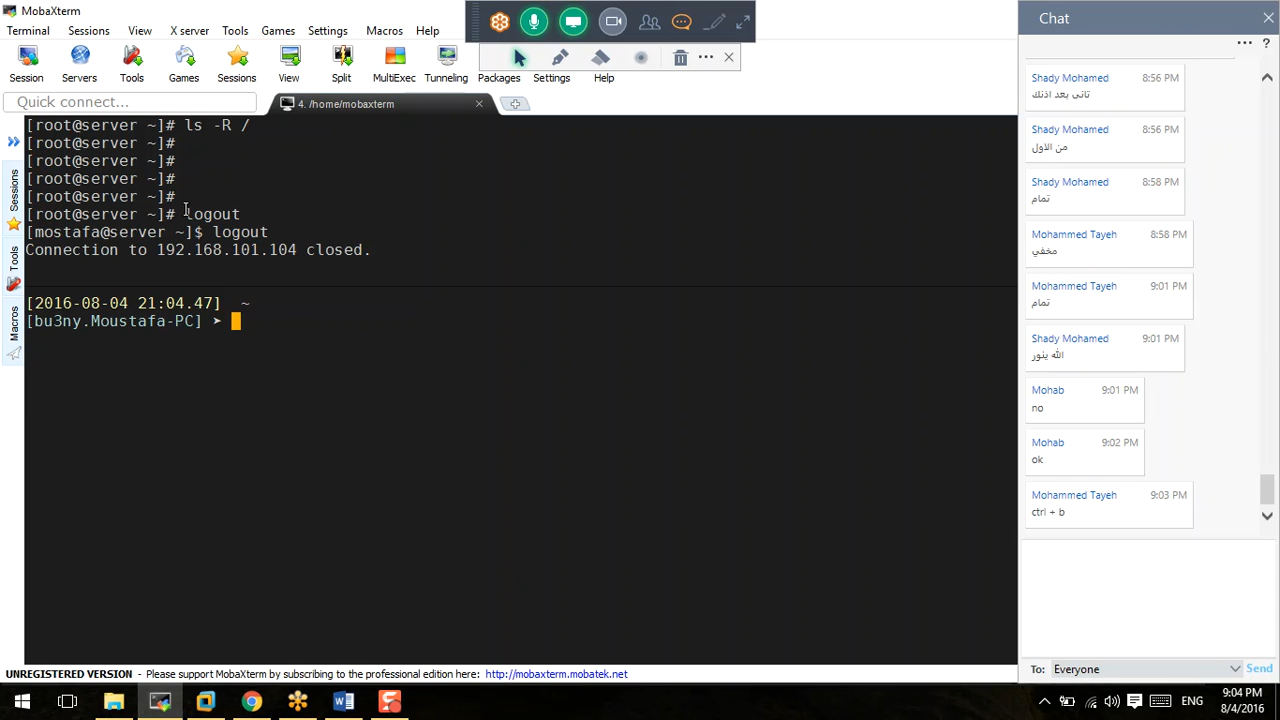 MobaXterm
Terminal Sessions View X server Tools Games Settings Macros Help
Session Servers Tools Games Sessions View Split MultiExec Tunneling Packages Settings Help
Quick connect...
4. /home/mobaxterm
[root@server ~]# ls -R /
[root@server ~]#
[root@server ~]#
[root@server ~]#
[root@server ~]#
[root@server ~]# logout
[mostafa@server ~]$ logout
Connection to 192.168.101.104 closed.
[2016-08-04 21:04.47] ~
[bu3ny.Moustafa-PC] ➤
Sessions
Tools
Macros
Chat
?
Shady Mohamed 8:56 PM
تانى بعد اذنك
Shady Mohamed 8:56 PM
من الاول
Shady Mohamed 8:58 PM
تمام
Mohammed Tayeh 8:58 PM
مخفي
Mohammed Tayeh 9:01 PM
تمام
Shady Mohamed 9:01 PM
الله ينور
Mohab 9:01 PM
no
Mohab 9:02 PM
ok
Mohammed Tayeh 9:03 PM
ctrl + b
To: Everyone Send
UNREGISTERED VERSION - Please support MobaXterm by subscribing to the professional edition here: http://mobaxterm.mobatek.net
ENG
9:04 PM
8/4/2016